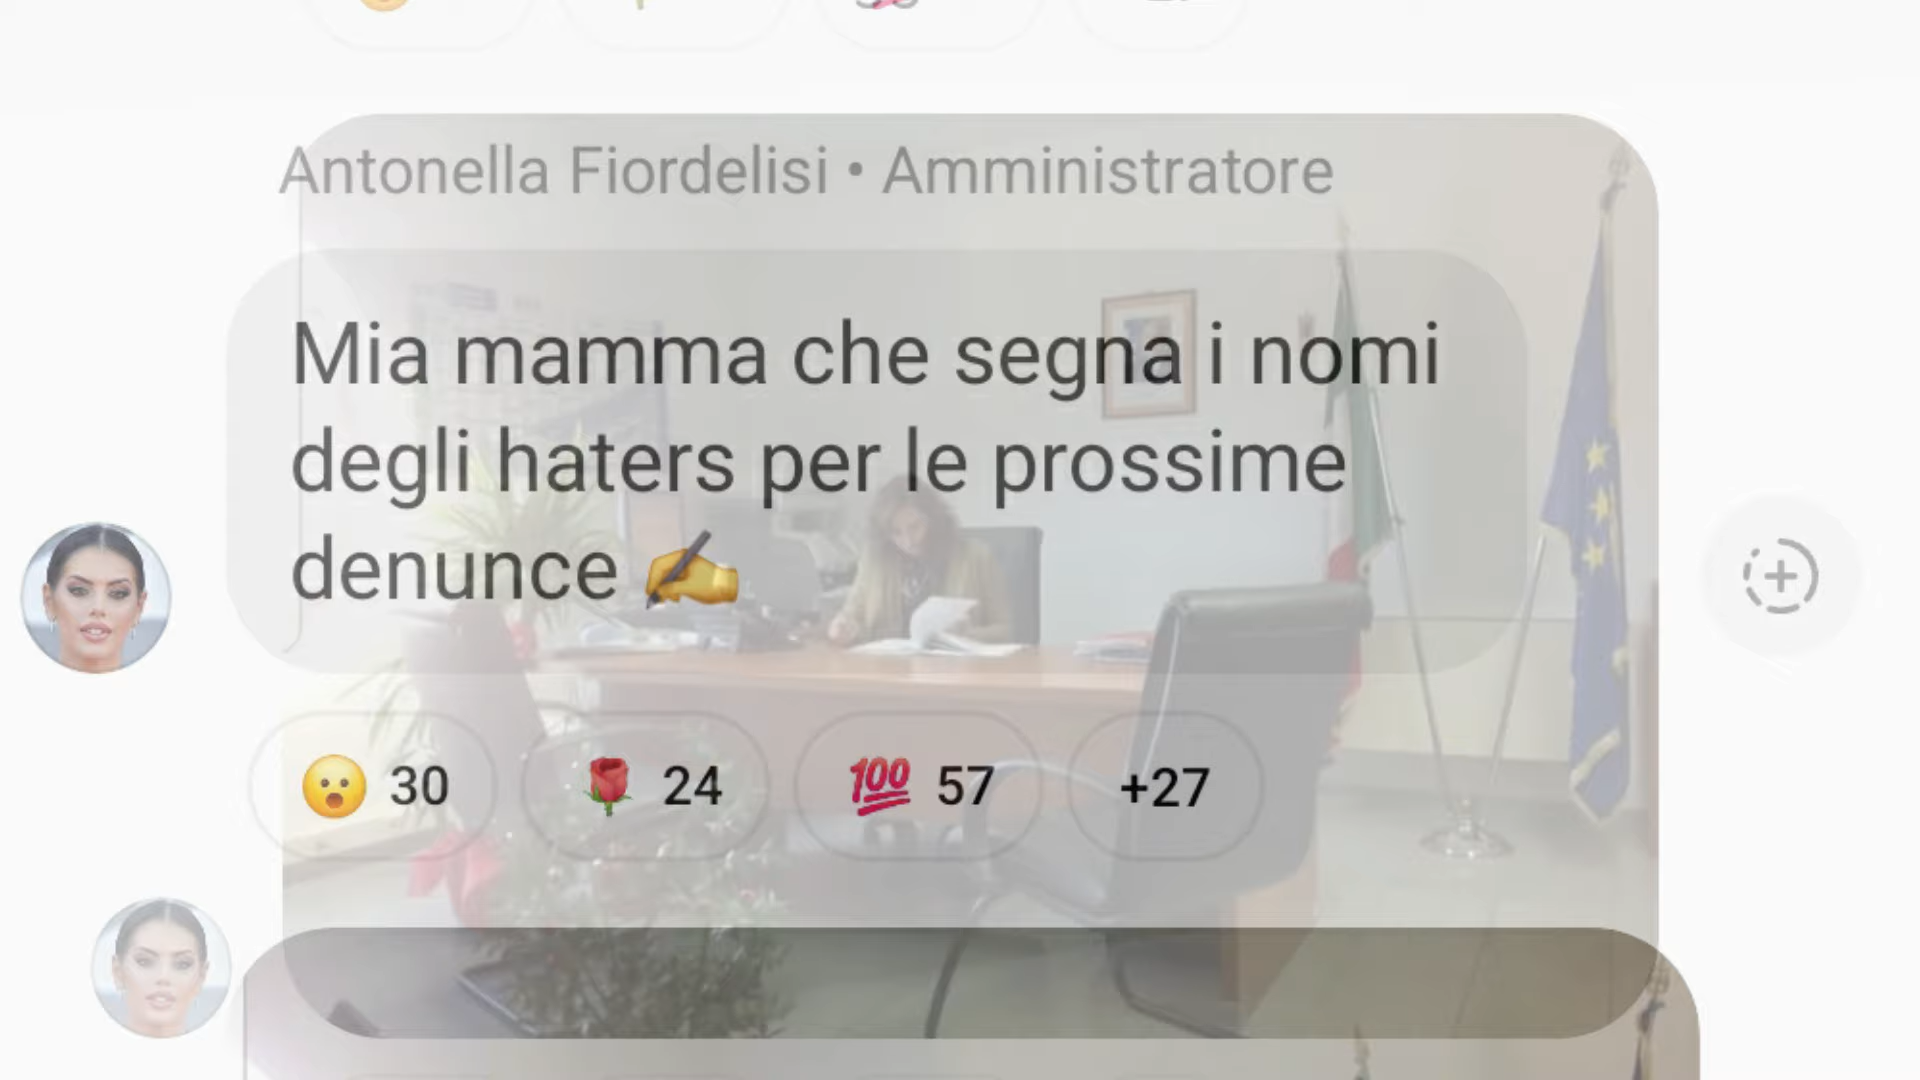 Antonella Fiordelisi • Amministratore
Mia mamma che segna i nomi
degli haters per le prossime
denunce ✍️
😮 30 🌹 24 💯 57 +27